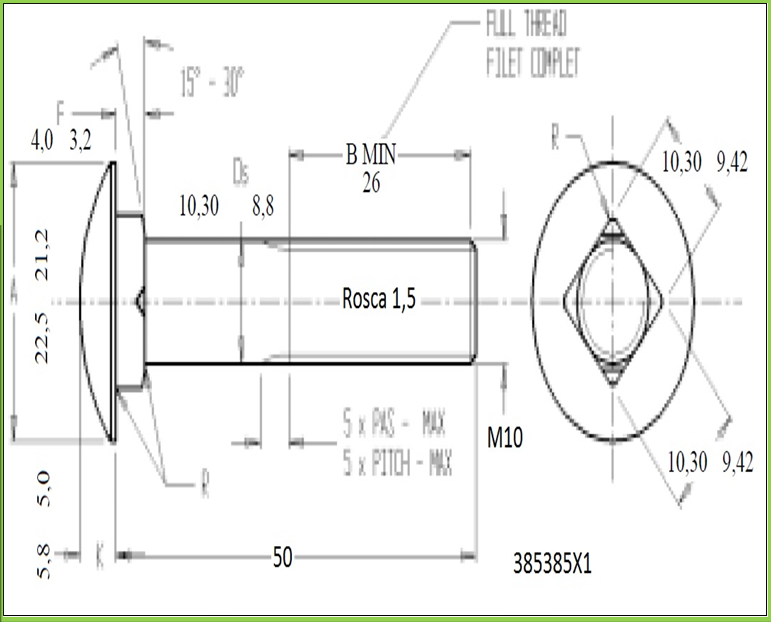 FULL THREAD
FILET COMPLET
15° - 30°
F
4,0 3,2
B MIN
26
R
10,30 9,42
Ds
10,30 8,8
21,2
22,5
Rosca 1,5
5 x PAS - MAX
5 x PITCH - MAX
M10
10,30 9,42
R
5,0
5,8
K
50
385385X1